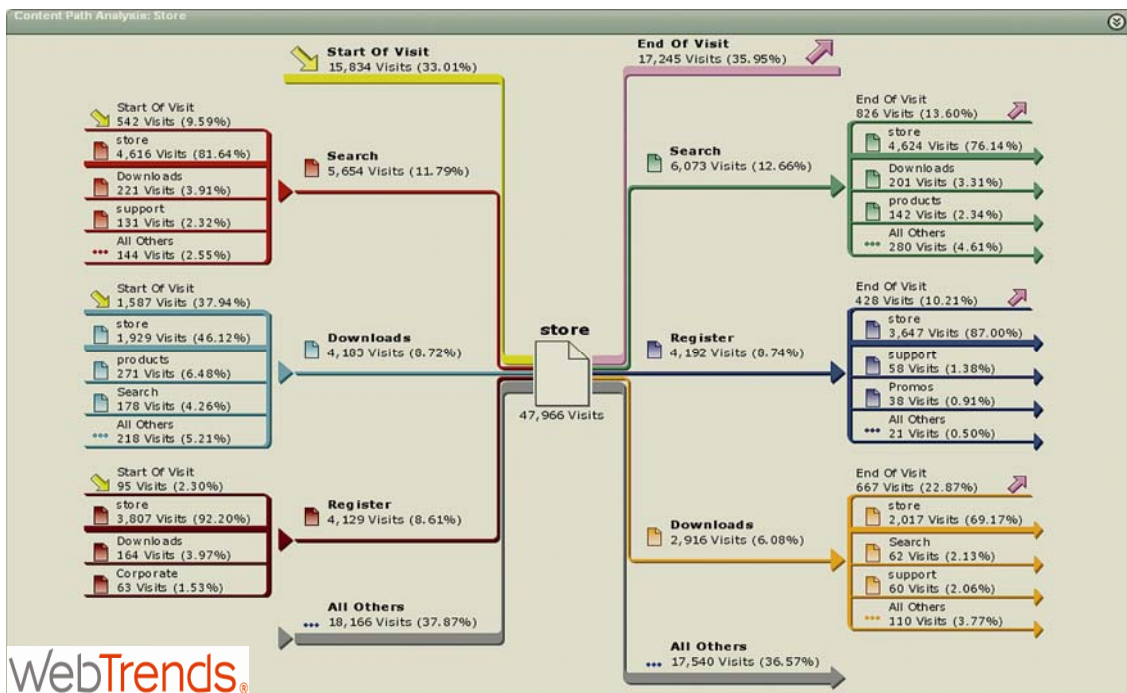 Content Path Analysis: Store
Start Of Visit
15,834 Visits (33.01%)
End Of Visit
17,245 Visits (35.95%)
Start Of Visit
542 Visits (9.59%)
store
4,616 Visits (81.64%)
Downloads
221 Visits (3.91%)
support
131 Visits (2.32%)
All Others
144 Visits (2.55%)
Search
5,654 Visits (11.79%)
Start Of Visit
1,587 Visits (37.94%)
store
1,929 Visits (46.12%)
products
271 Visits (6.48%)
Search
178 Visits (4.26%)
All Others
218 Visits (5.21%)
Downloads
4,183 Visits (8.72%)
Start Of Visit
95 Visits (2.30%)
store
3,807 Visits (92.20%)
Downloads
164 Visits (3.97%)
Corporate
63 Visits (1.53%)
Register
4,129 Visits (8.61%)
All Others
18,166 Visits (37.87%)
store
47,966 Visits
Search
6,073 Visits (12.66%)
End Of Visit
826 Visits (13.60%)
store
4,624 Visits (76.14%)
Downloads
201 Visits (3.31%)
products
142 Visits (2.34%)
All Others
280 Visits (4.61%)
Register
4,192 Visits (8.74%)
End Of Visit
428 Visits (10.21%)
store
3,647 Visits (87.00%)
support
58 Visits (1.38%)
Promos
38 Visits (0.91%)
All Others
21 Visits (0.50%)
Downloads
2,916 Visits (6.08%)
End Of Visit
667 Visits (22.87%)
store
2,017 Visits (69.17%)
Search
62 Visits (2.13%)
support
60 Visits (2.06%)
All Others
110 Visits (3.77%)
All Others
17,540 Visits (36.57%)
WebTrends®